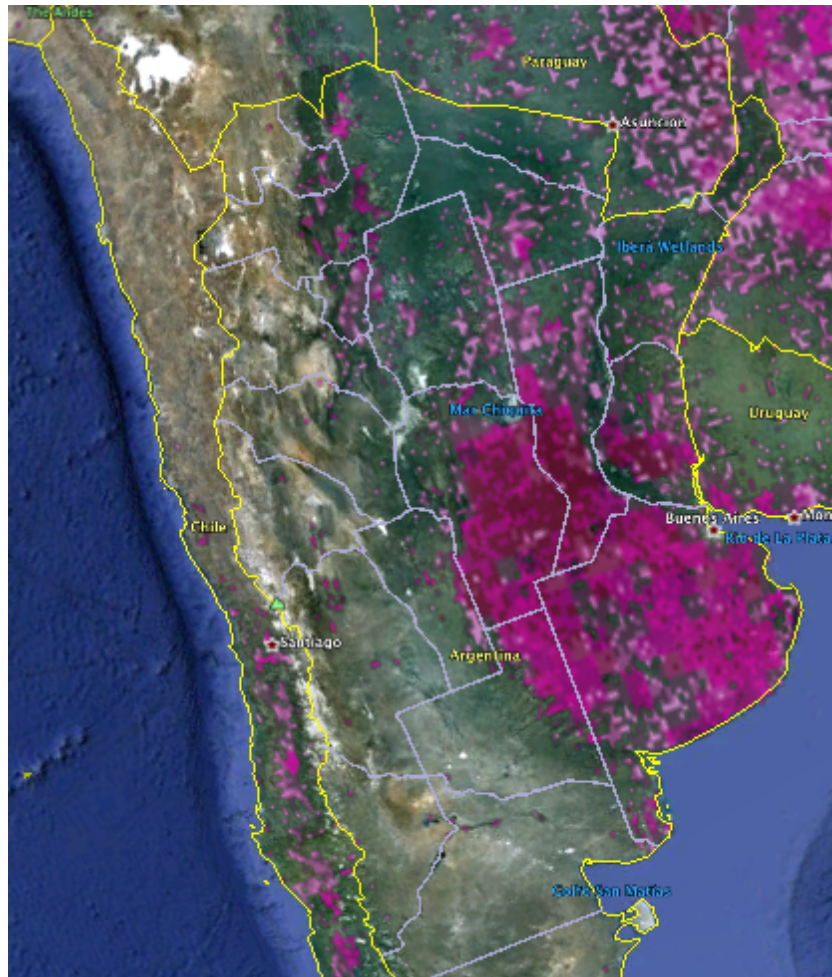 The Andes
Paraguay
Asuncion
Ibera Wetlands
Mar Chiquita
Uruguay
Chile
Buenos Aires
Mon
Rio de La Plata
Santiago
Argentina
Golfo San Matias